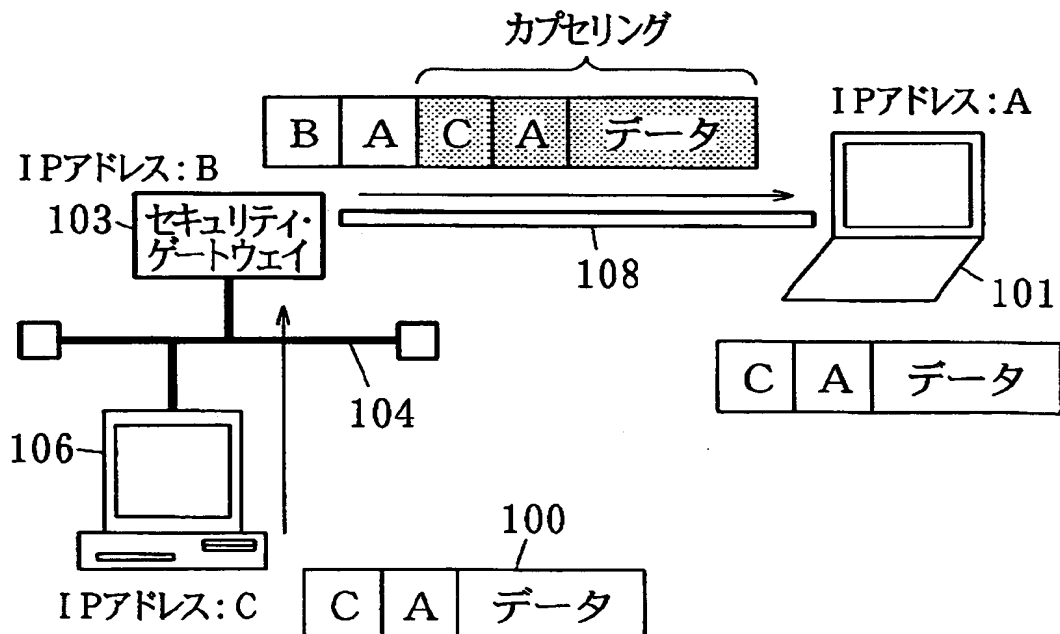 カプセリング
B A C A データ
IPアドレス:A
IPアドレス:B
103
セキュリティ・
ゲートウェイ
108
101
C A データ
104
106
100
IPアドレス:C
C A データ